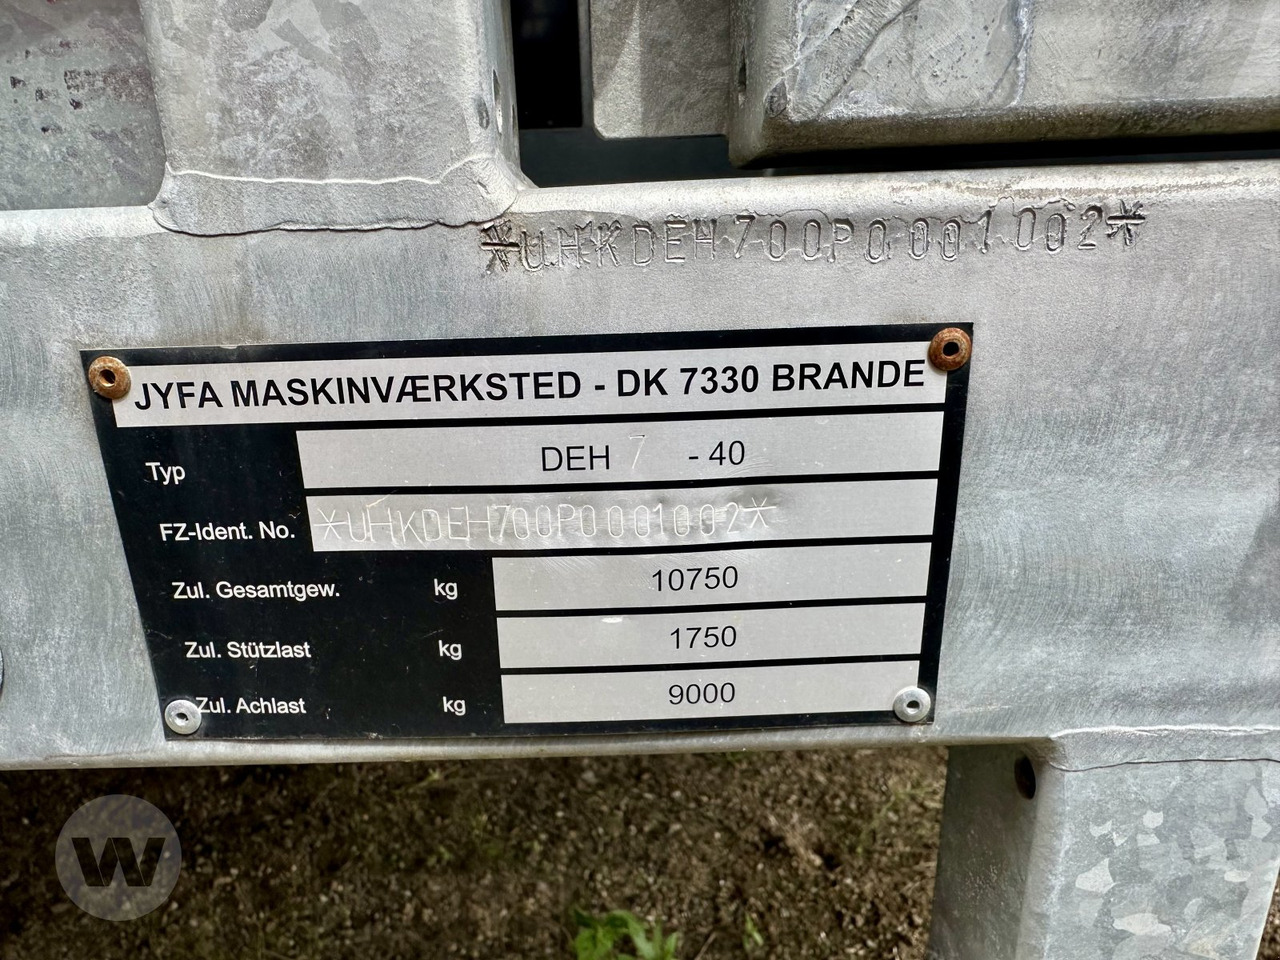 *UHKDEH700P0001002*
JYFA MASKINVÆRKSTED - DK 7330 BRANDE
Typ DEH 7 - 40
FZ-Ident. No. *UHKDEH700P0001002*
Zul. Gesamtgew. kg 10750
Zul. Stützlast kg 1750
Zul. Achlast kg 9000
W